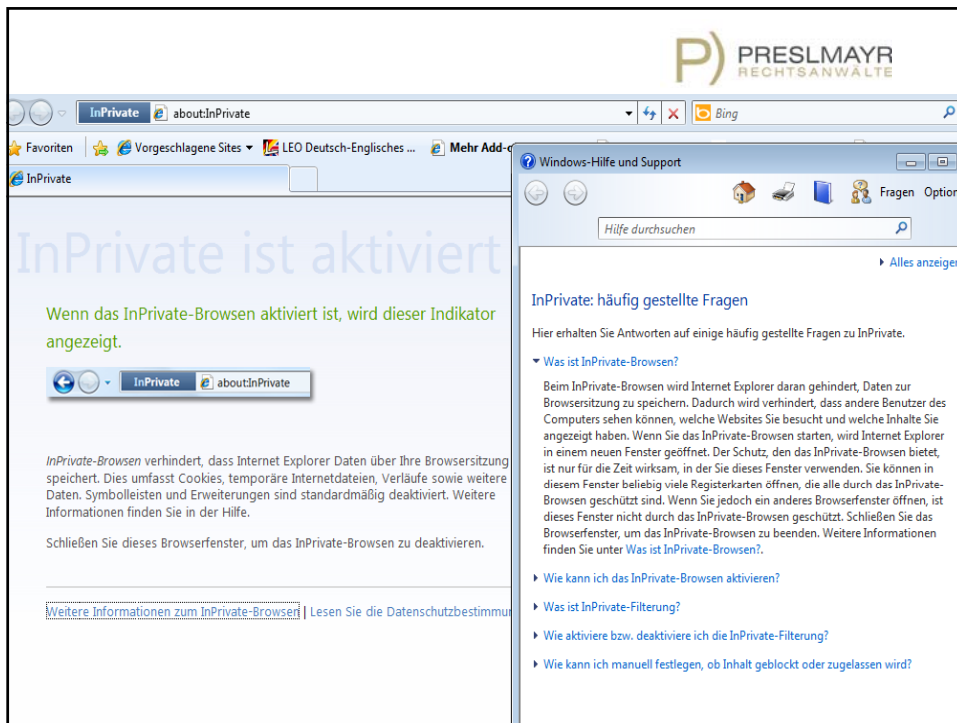 P) PRESLMAYR
RECHTSANWÄLTE
InPrivate about:InPrivate
Bing
Favoriten Vorgeschlagene Sites LEO Deutsch-Englisches ... Mehr Add-
Windows-Hilfe und Support
InPrivate
Fragen Option
Hilfe durchsuchen
Alles anzeigen
InPrivate ist aktiviert
Wenn das InPrivate-Browsen aktiviert ist, wird dieser Indikator
angezeigt.
InPrivate about:InPrivate
InPrivate-Browsen verhindert, dass Internet Explorer Daten über Ihre Browsersitzung
speichert. Dies umfasst Cookies, temporäre Internetdateien, Verläufe sowie weitere
Daten. Symbolleisten und Erweiterungen sind standardmäßig deaktiviert. Weitere
Informationen finden Sie in der Hilfe.
Schließen Sie dieses Browserfenster, um das InPrivate-Browsen zu deaktivieren.
Weitere Informationen zum InPrivate-Browsen | Lesen Sie die Datenschutzbestimmun
InPrivate: häufig gestellte Fragen
Hier erhalten Sie Antworten auf einige häufig gestellte Fragen zu InPrivate.
Was ist InPrivate-Browsen?
Beim InPrivate-Browsen wird Internet Explorer daran gehindert, Daten zur
Browsersitzung zu speichern. Dadurch wird verhindert, dass andere Benutzer des
Computers sehen können, welche Websites Sie besucht und welche Inhalte Sie
angezeigt haben. Wenn Sie das InPrivate-Browsen starten, wird Internet Explorer
in einem neuen Fenster geöffnet. Der Schutz, den das InPrivate-Browsen bietet,
ist nur für die Zeit wirksam, in der Sie dieses Fenster verwenden. Sie können in
diesem Fenster beliebig viele Registerkarten öffnen, die alle durch das InPrivate-
Browsen geschützt sind. Wenn Sie jedoch ein anderes Browserfenster öffnen, ist
dieses Fenster nicht durch das InPrivate-Browsen geschützt. Schließen Sie das
Browserfenster, um das InPrivate-Browsen zu beenden. Weitere Informationen
finden Sie unter Was ist InPrivate-Browsen?.
Wie kann ich das InPrivate-Browsen aktivieren?
Was ist InPrivate-Filterung?
Wie aktiviere bzw. deaktiviere ich die InPrivate-Filterung?
Wie kann ich manuell festlegen, ob Inhalt geblockt oder zugelassen wird?